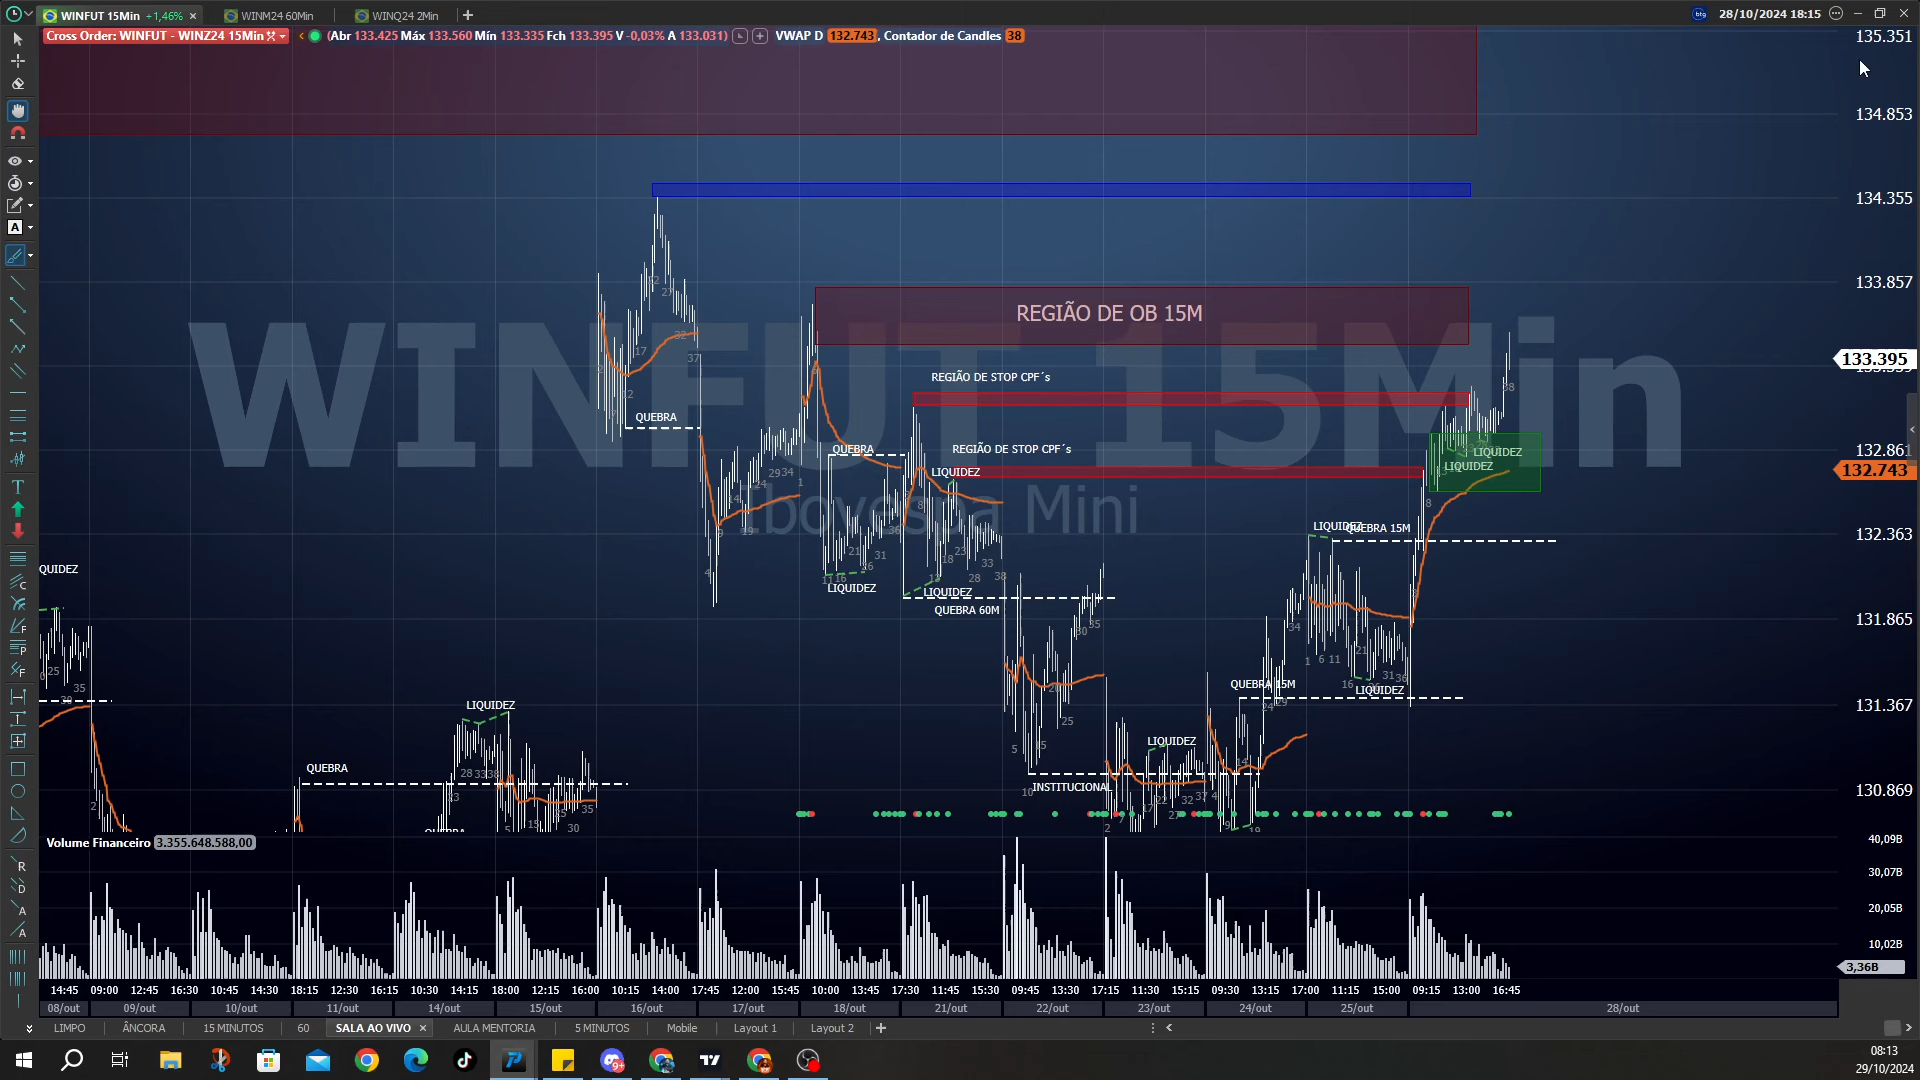 WINFUT 15Min +1,46% ×
WINM24 60Min
WINQ24 2Min
btg
28/10/2024 18:15
Cross Order: WINFUT - WINZ24 15Min
(Abr 133.425 Máx 133.560 Mín 133.335 Fch 133.395 V -0,03% A 133.031)
VWAP D 132.743, Contador de Candles 38
135.351
134.853
134.355
133.857
133.395
132.861
132.743
132.363
131.865
131.367
130.869
WINFUT 15Min
Ibovespa Mini
REGIÃO DE OB 15M
REGIÃO DE STOP CPF´s
QUEBRA
QUEBRA
REGIÃO DE STOP CPF´s
LIQUIDEZ
LIQUIDEZ
LIQUIDEZ
LIQUIDEZ
QUEBRA 15M
QUIDEZ
LIQUIDEZ
LIQUIDEZ
QUEBRA 60M
QUEBRA 15M
LIQUIDEZ
LIQUIDEZ
LIQUIDEZ
QUEBRA
INSTITUCIONAL
Volume Financeiro 3.355.648.588,00
40,09B
30,07B
20,05B
10,02B
3,36B
14:45 09:00 12:45 16:30 10:45 14:30 18:15 12:30 16:15 10:30 14:15 18:00 12:15 16:00 10:15 14:00 17:45 12:00 15:45 10:00 13:45 17:30 11:45 15:30 09:45 13:30 17:15 11:30 15:15 09:30 13:15 17:00 11:15 15:00 09:15 13:00 16:45
08/out 09/out 10/out 11/out 14/out 15/out 16/out 17/out 18/out 21/out 22/out 23/out 24/out 25/out 28/out
LIMPO ÂNCORA 15 MINUTOS 60 SALA AO VIVO × AULA MENTORIA 5 MINUTOS Mobile Layout 1 Layout 2
08:13
29/10/2024